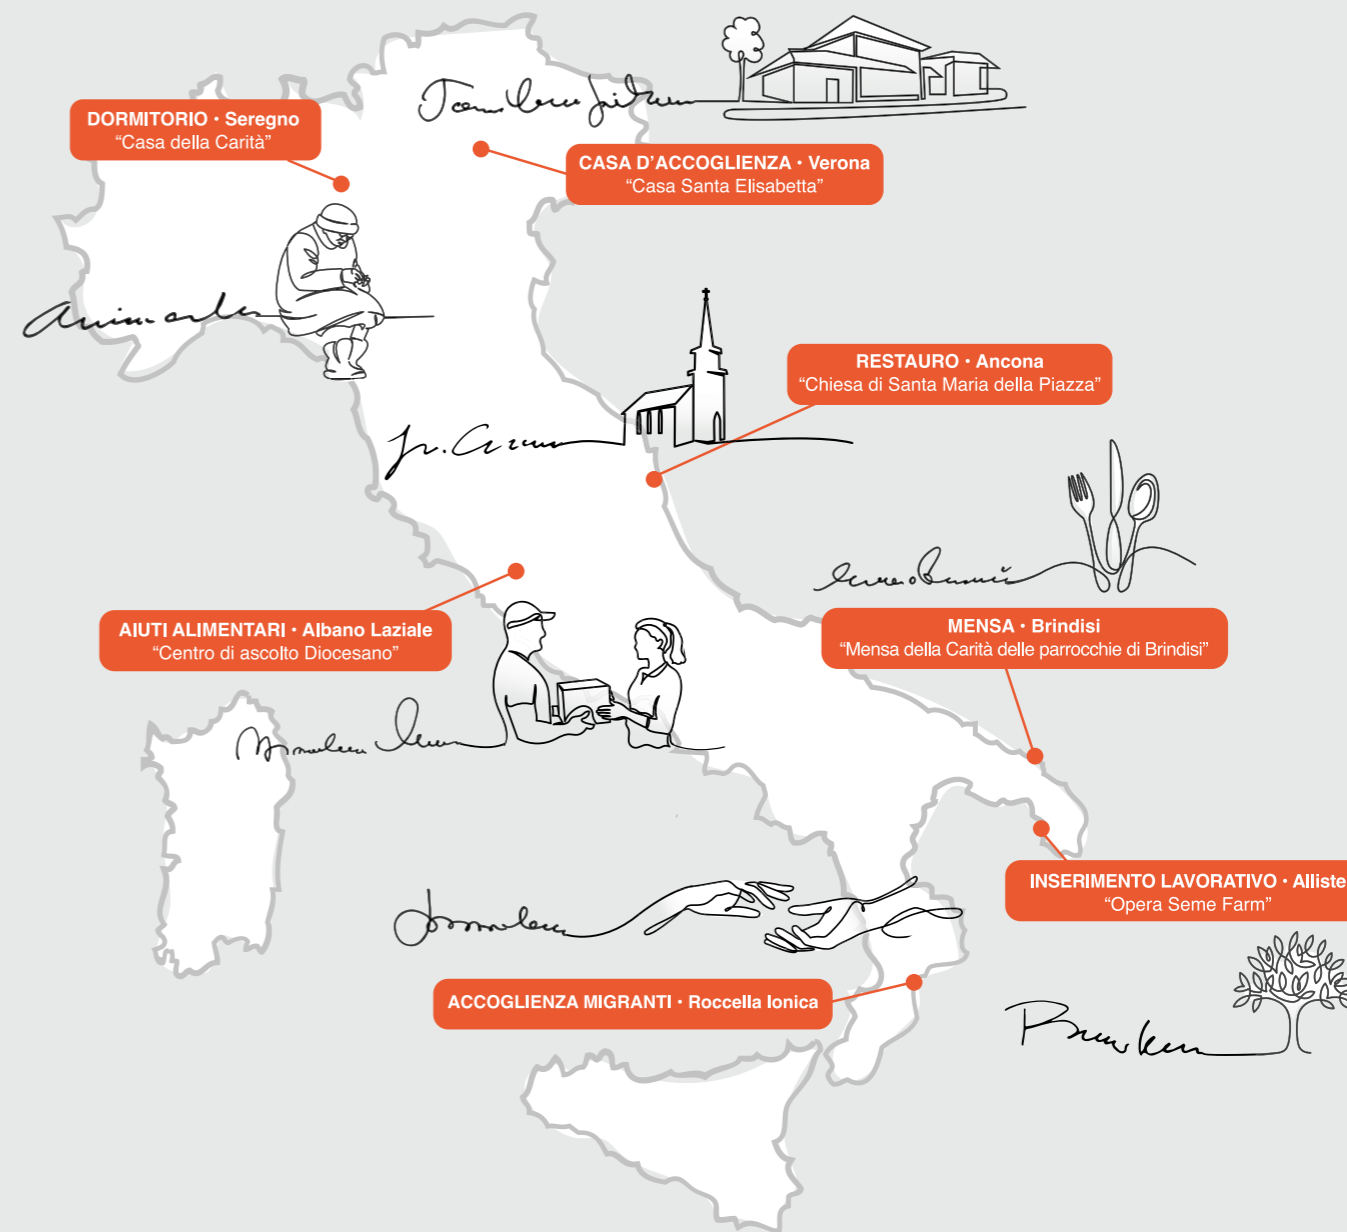 DORMITORIO • Seregno
“Casa della Carità”
CASA D'ACCOGLIENZA • Verona
“Casa Santa Elisabetta”
RESTAURO • Ancona
“Chiesa di Santa Maria della Piazza”
AIUTI ALIMENTARI • Albano Laziale
“Centro di ascolto Diocesano”
MENSA • Brindisi
“Mensa della Carità delle parrocchie di Brindisi”
INSERIMENTO LAVORATIVO • Alliste
“Opera Seme Farm”
ACCOGLIENZA MIGRANTI • Roccella Ionica